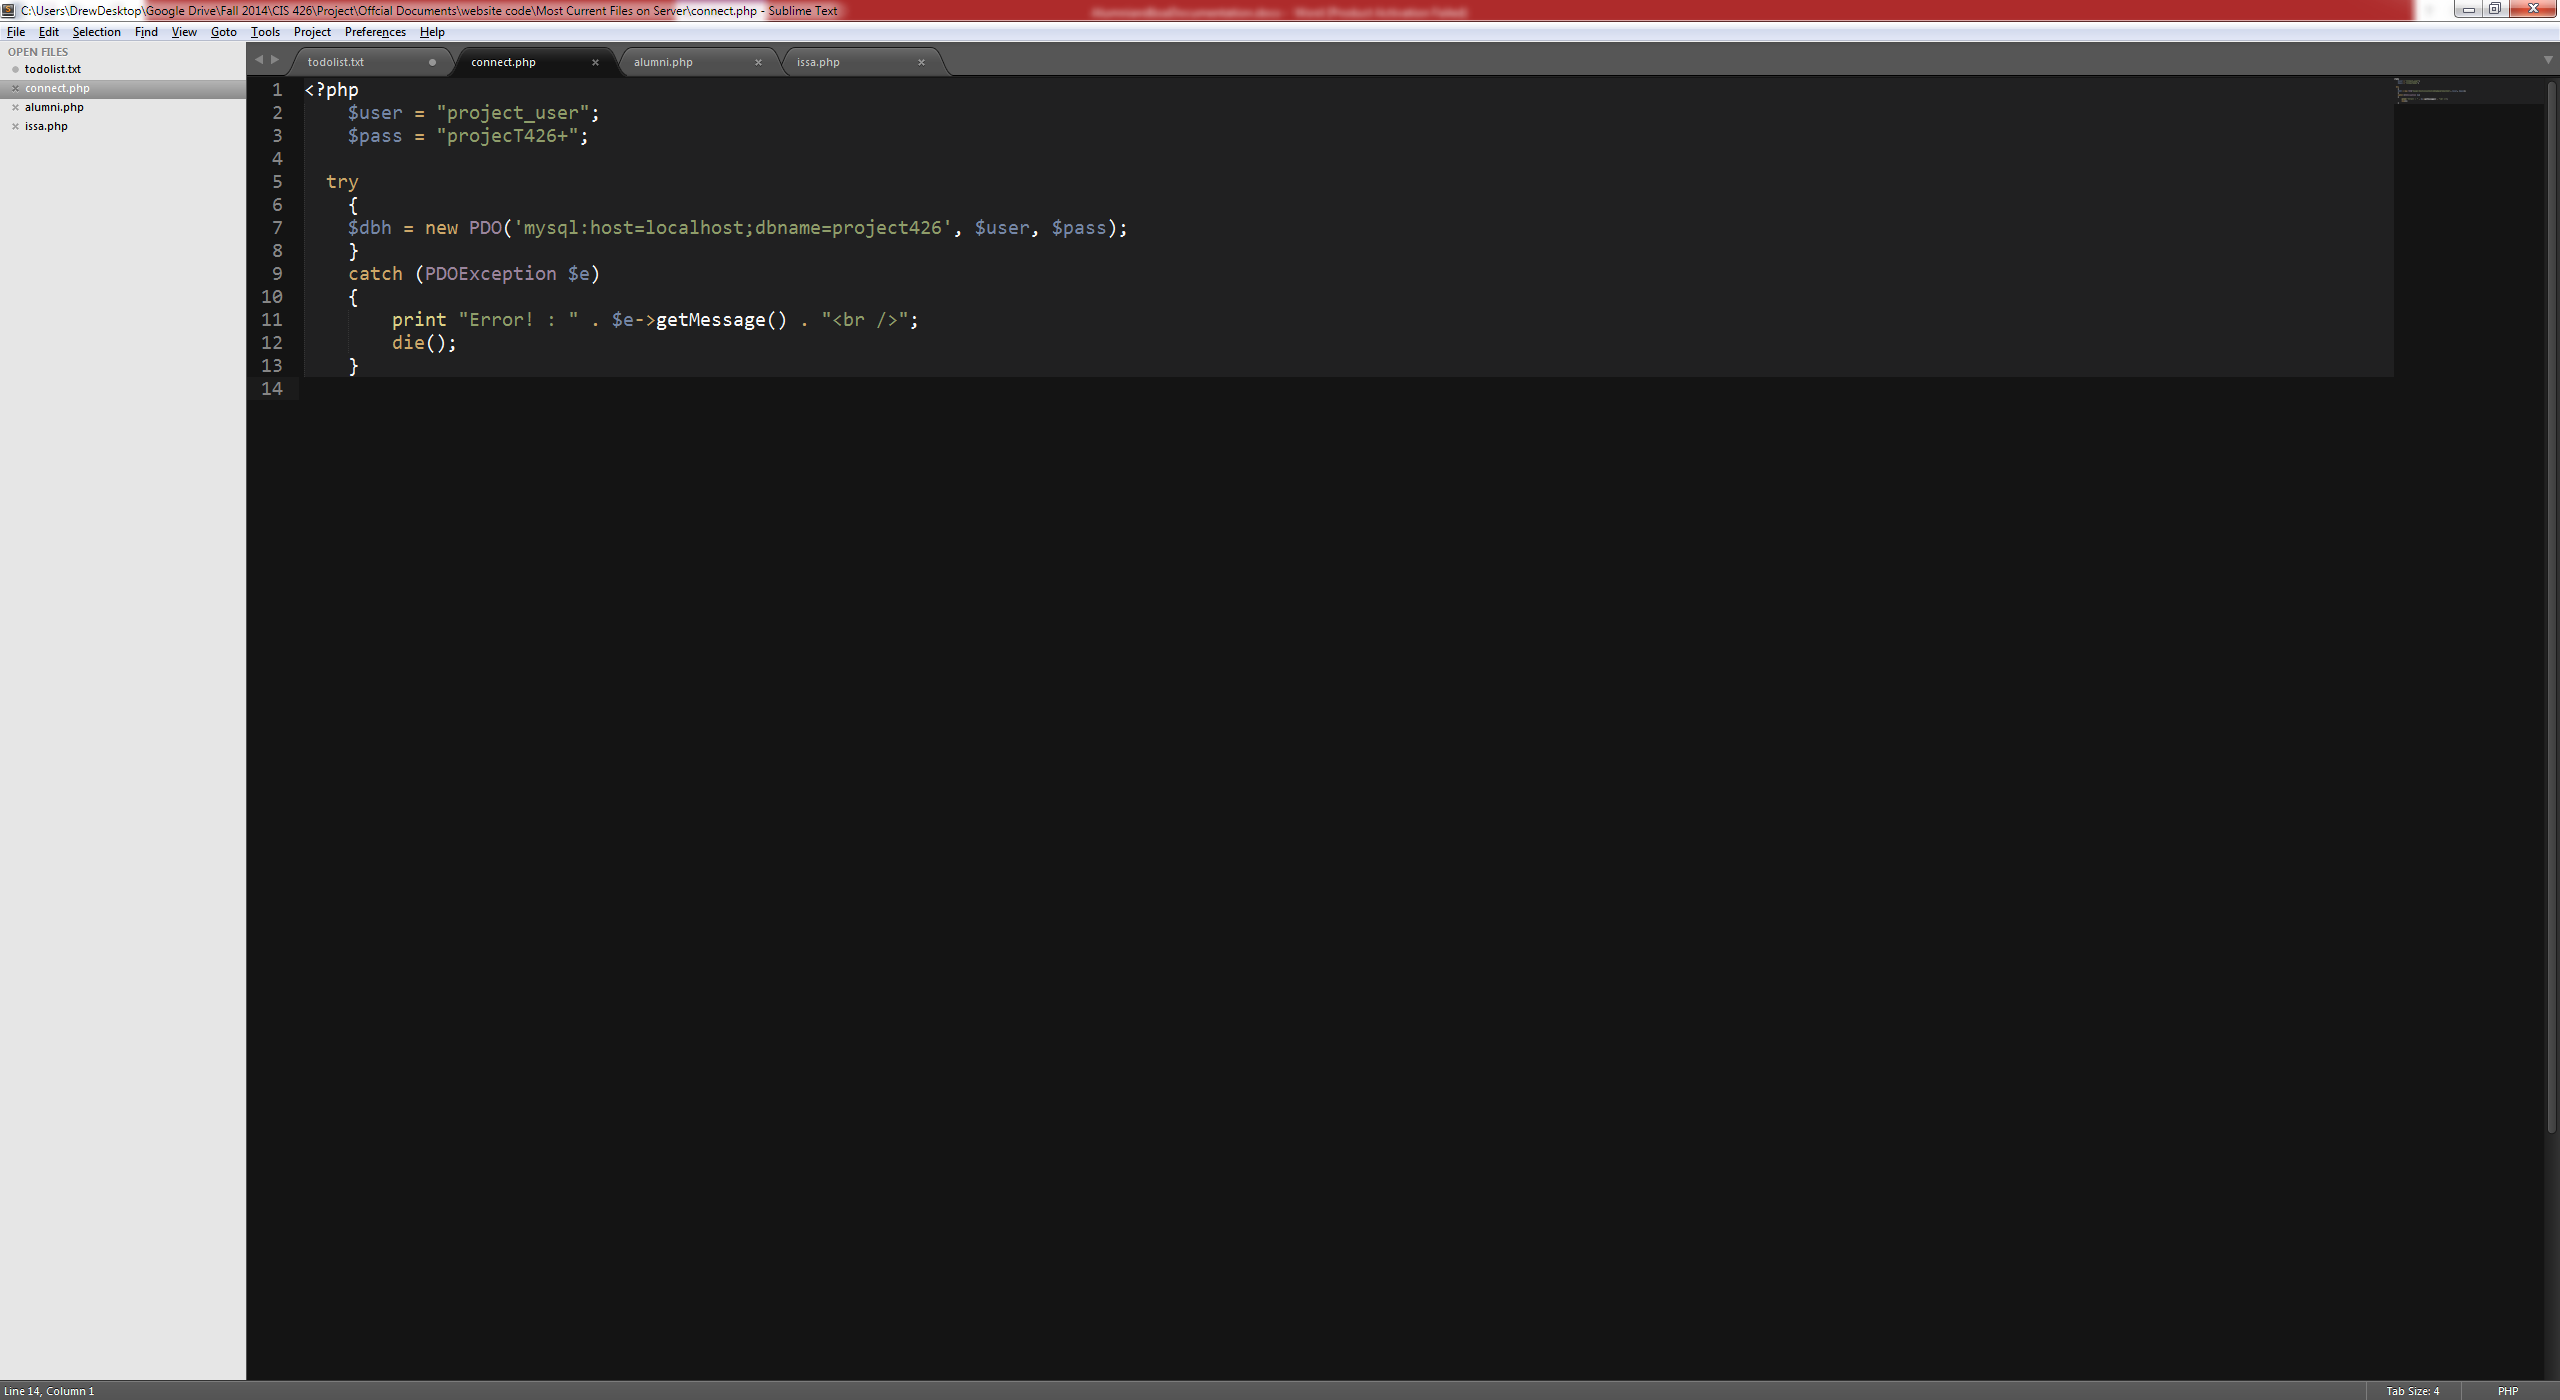 C:\Users\DrewDesktop\Google Drive\Fall 2014\CIS 426\Project\Offcial Documents\website code\Most Current Files on Server\connect.php - Sublime Text
File Edit Selection Find View Goto Tools Project Preferences Help
OPEN FILES
todolist.txt
connect.php
alumni.php
issa.php
todolist.txt connect.php alumni.php issa.php
1 <?php
2     $user = "project_user";
3     $pass = "projecT426+";
4
5   try
6     {
7     $dbh = new PDO('mysql:host=localhost;dbname=project426', $user, $pass);
8     }
9     catch (PDOException $e)
10     {
11         print "Error! : " . $e->getMessage() . "<br />";
12         die();
13     }
14
Line 14, Column 1
Tab Size: 4 PHP